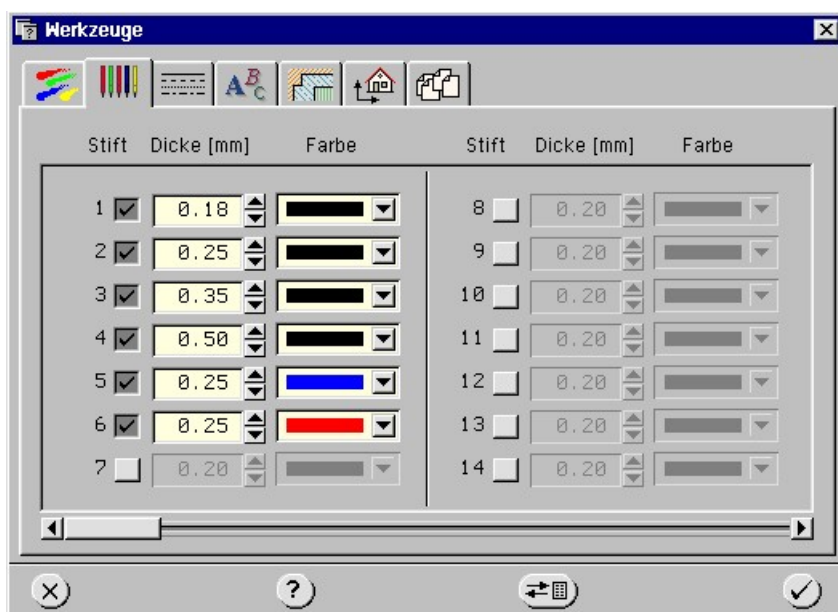 Werkzeuge
A B C
Stift Dicke [mm] Farbe Stift Dicke [mm] Farbe
1 0.18 8 0.20
2 0.25 9 0.20
3 0.35 10 0.20
4 0.50 11 0.20
5 0.25 12 0.20
6 0.25 13 0.20
7 0.20 14 0.20
?